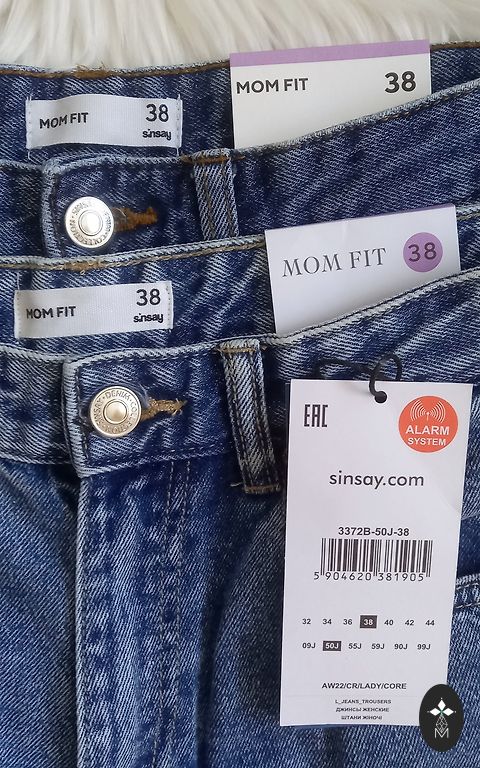 MOM FIT 38
MOM FIT 38
sinsay
MOM FIT 38
MOM FIT 38
sinsay
SINSAY • DENIM
EAC
ALARM
SYSTEM
sinsay.com
3372B-50J-38
5 904620 381905
32 34 36 38 40 42 44
09J 50J 55J 59J 90J 99J
AW22/CR/LADY/CORE
L_JEANS_TROUSERS
ДЖИНСЫ ЖЕНСКИЕ
ШТАНИ ЖІНОЧІ
M